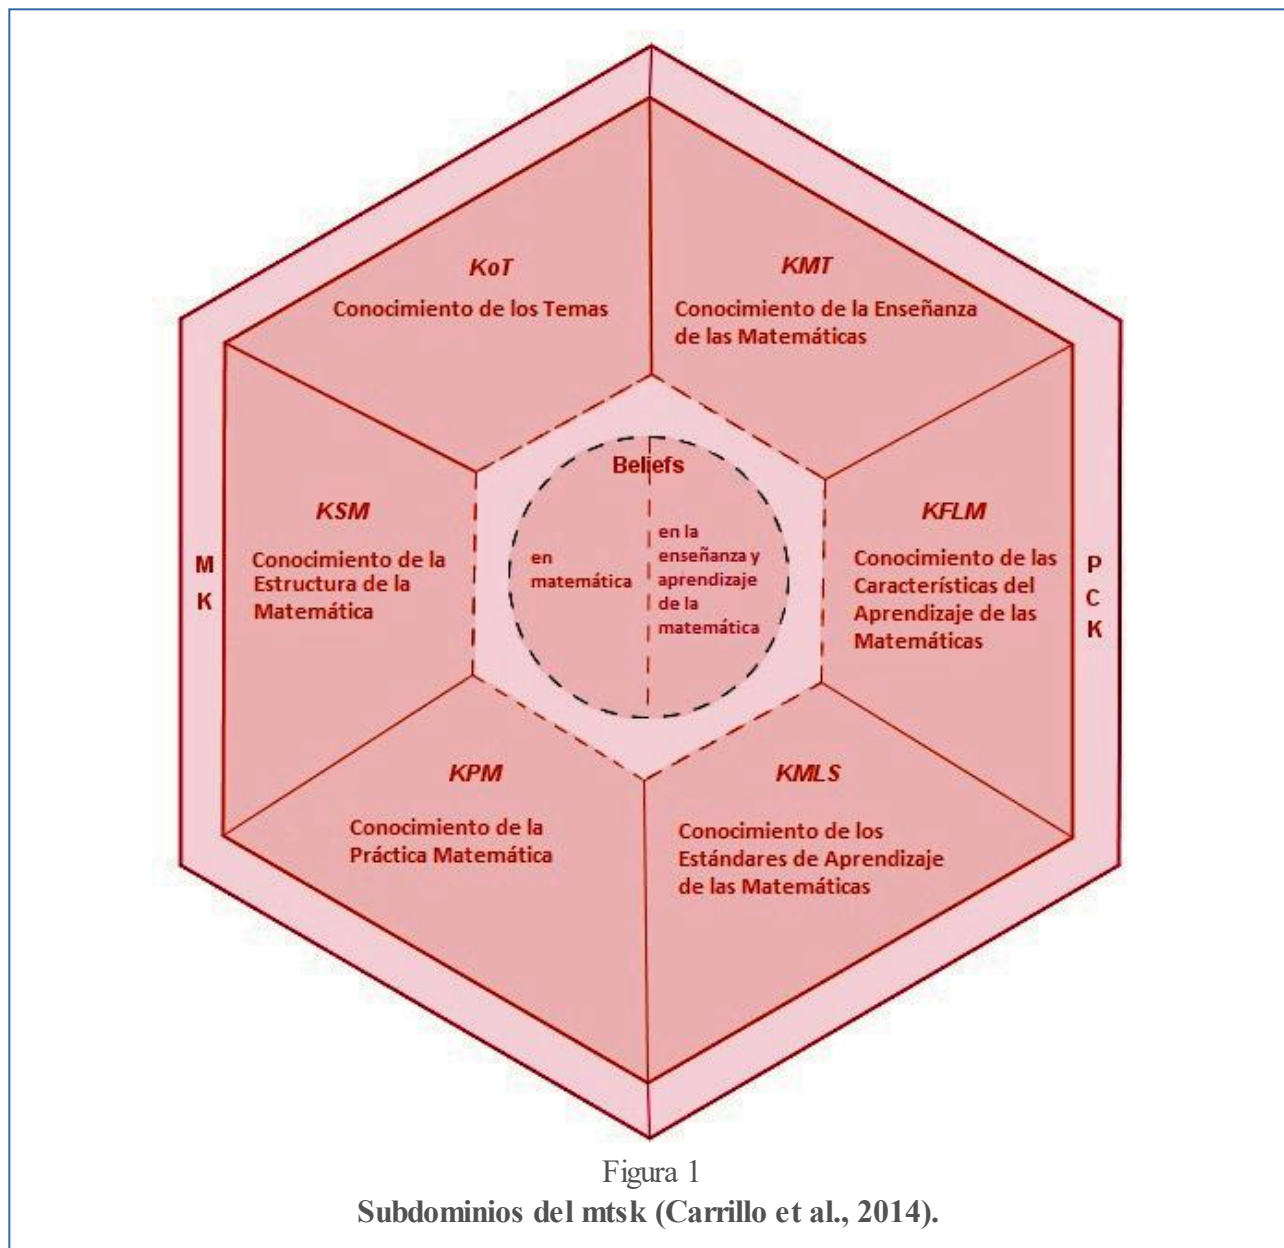 KoT
Conocimiento de los Temas
KMT
Conocimiento de la Enseñanza
de las Matemáticas
Beliefs
en
matemática
en la
enseñanza y
aprendizaje
de la
matemática
KSM
Conocimiento de la
Estructura de la
Matemática
KFLM
Conocimiento de las
Características del
Aprendizaje de las
Matemáticas
M
K
P
C
K
KPM
Conocimiento de la
Práctica Matemática
KMLS
Conocimiento de los
Estándares de Aprendizaje
de las Matemáticas
Figura 1
Subdominios del mtsk (Carrillo et al., 2014).